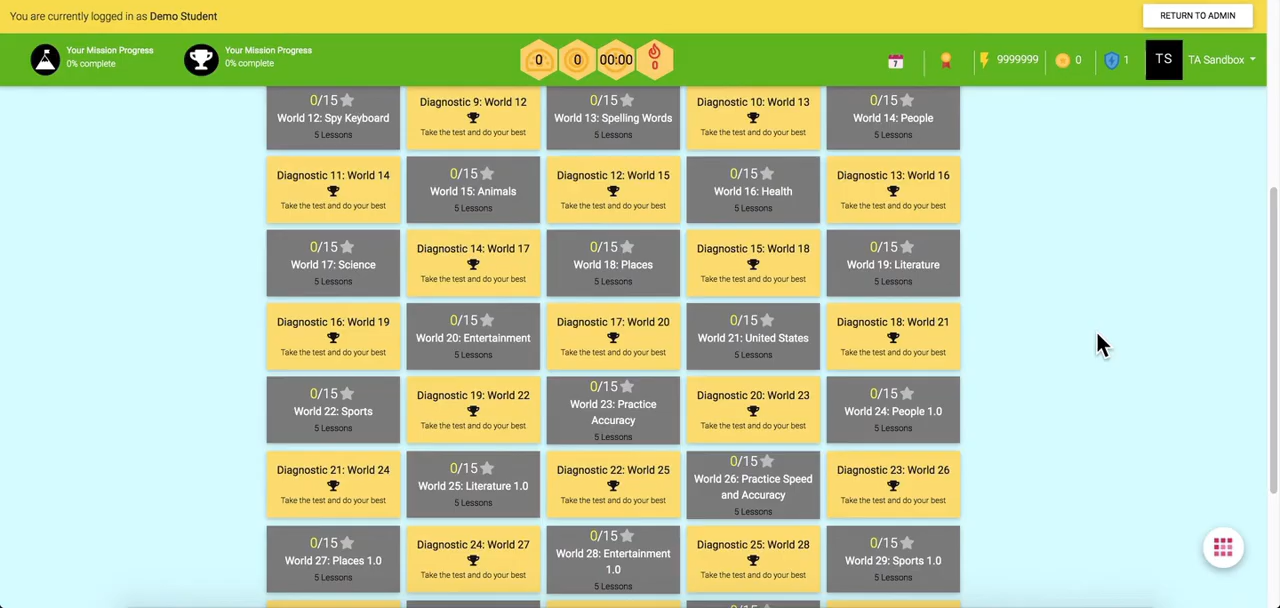 You are currently logged in as Demo Student
RETURN TO ADMIN
Your Mission Progress
0% complete
Your Mission Progress
0% complete
0
0
00:00
0
7
9999999
0
1
TS
TA Sandbox
0/15
World 12: Spy Keyboard
5 Lessons
Diagnostic 9: World 12
Take the test and do your best
0/15
World 13: Spelling Words
5 Lessons
Diagnostic 10: World 13
Take the test and do your best
0/15
World 14: People
5 Lessons
Diagnostic 11: World 14
Take the test and do your best
0/15
World 15: Animals
5 Lessons
Diagnostic 12: World 15
Take the test and do your best
0/15
World 16: Health
5 Lessons
Diagnostic 13: World 16
Take the test and do your best
0/15
World 17: Science
5 Lessons
Diagnostic 14: World 17
Take the test and do your best
0/15
World 18: Places
5 Lessons
Diagnostic 15: World 18
Take the test and do your best
0/15
World 19: Literature
5 Lessons
Diagnostic 16: World 19
Take the test and do your best
0/15
World 20: Entertainment
5 Lessons
Diagnostic 17: World 20
Take the test and do your best
0/15
World 21: United States
5 Lessons
Diagnostic 18: World 21
Take the test and do your best
0/15
World 22: Sports
5 Lessons
Diagnostic 19: World 22
Take the test and do your best
0/15
World 23: Practice
Accuracy
5 Lessons
Diagnostic 20: World 23
Take the test and do your best
0/15
World 24: People 1.0
5 Lessons
Diagnostic 21: World 24
Take the test and do your best
0/15
World 25: Literature 1.0
5 Lessons
Diagnostic 22: World 25
Take the test and do your best
0/15
World 26: Practice Speed
and Accuracy
5 Lessons
Diagnostic 23: World 26
Take the test and do your best
0/15
World 27: Places 1.0
5 Lessons
Diagnostic 24: World 27
Take the test and do your best
0/15
World 28: Entertainment
1.0
5 Lessons
Diagnostic 25: World 28
Take the test and do your best
0/15
World 29: Sports 1.0
5 Lessons